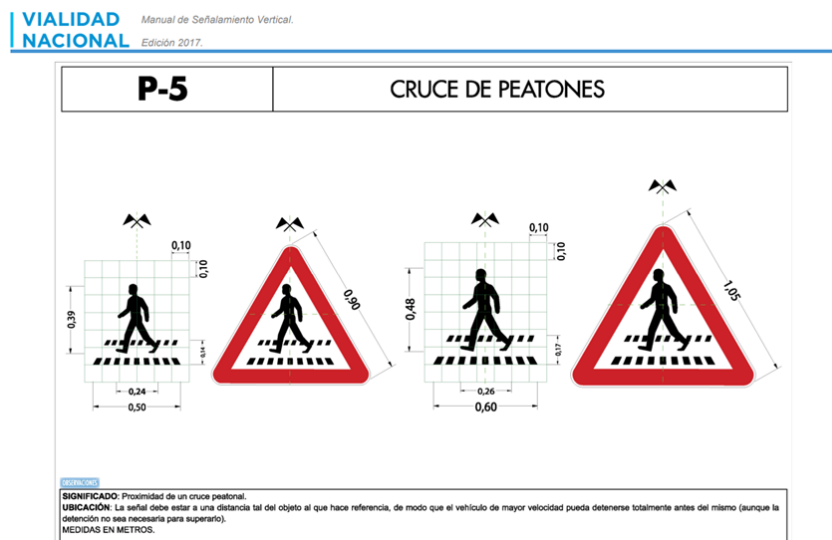 VIALIDAD
NACIONAL
Manual de Señalamiento Vertical.
Edición 2017.
P-5
CRUCE DE PEATONES
0,10
0,10
0,39
0,14
0,24
0,50
0,90
0,10
0,10
0,48
0,17
0,26
0,60
1,05
OBSERVACIONES
SIGNIFICADO: Proximidad de un cruce peatonal.
UBICACIÓN: La señal debe estar a una distancia tal del objeto al que hace referencia, de modo que el vehículo de mayor velocidad pueda detenerse totalmente antes del mismo (aunque la
detención no sea necesaria para superarlo).
MEDIDAS EN METROS.